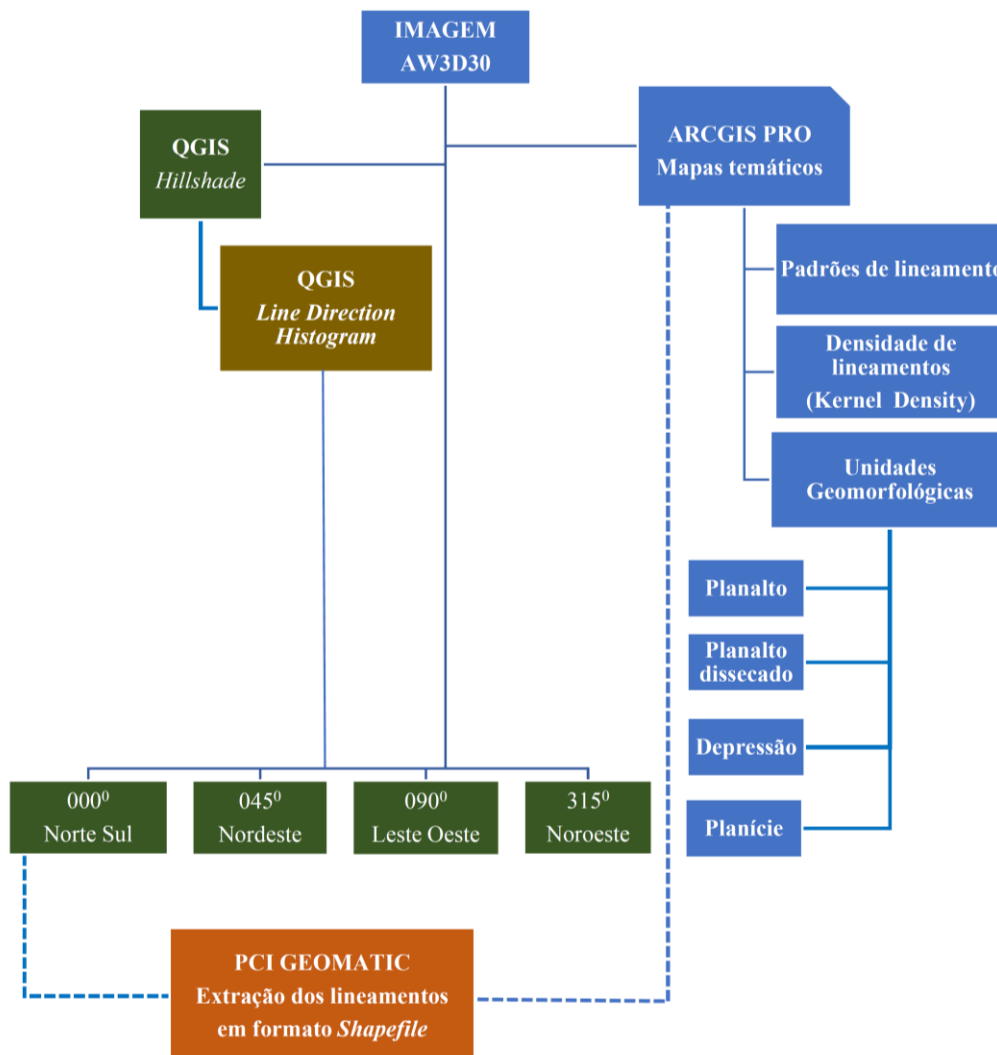 IMAGEM
AW3D30
QGIS
Hillshade
ARCGIS PRO
Mapas temáticos
QGIS
Line Direction
Histogram
Padrões de lineamento
Densidade de
lineamentos
(Kernel Density)
Unidades
Geomorfológicas
Planalto
Planalto
dissecado
Depressão
Planície
000⁰
Norte Sul
045⁰
Nordeste
090⁰
Leste Oeste
315⁰
Noroeste
PCI GEOMATIC
Extração dos lineamentos
em formato Shapefile